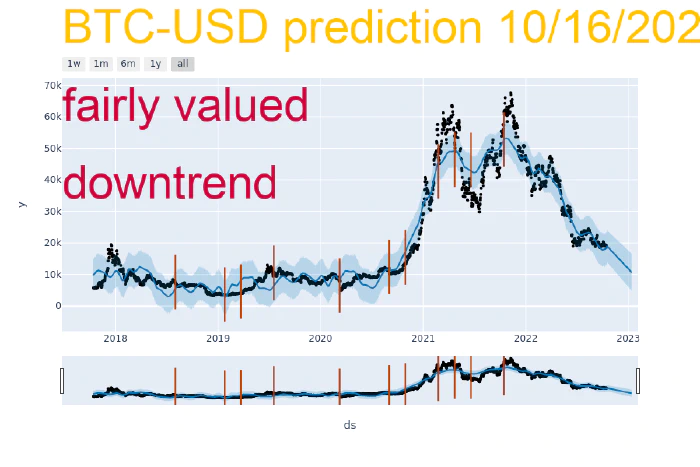 BTC-USD prediction 10/16/202
1w 1m 6m 1y all
fairly valued
downtrend
70k
60k
50k
40k
30k
20k
10k
0
y
2018 2019 2020 2021 2022 2023
ds